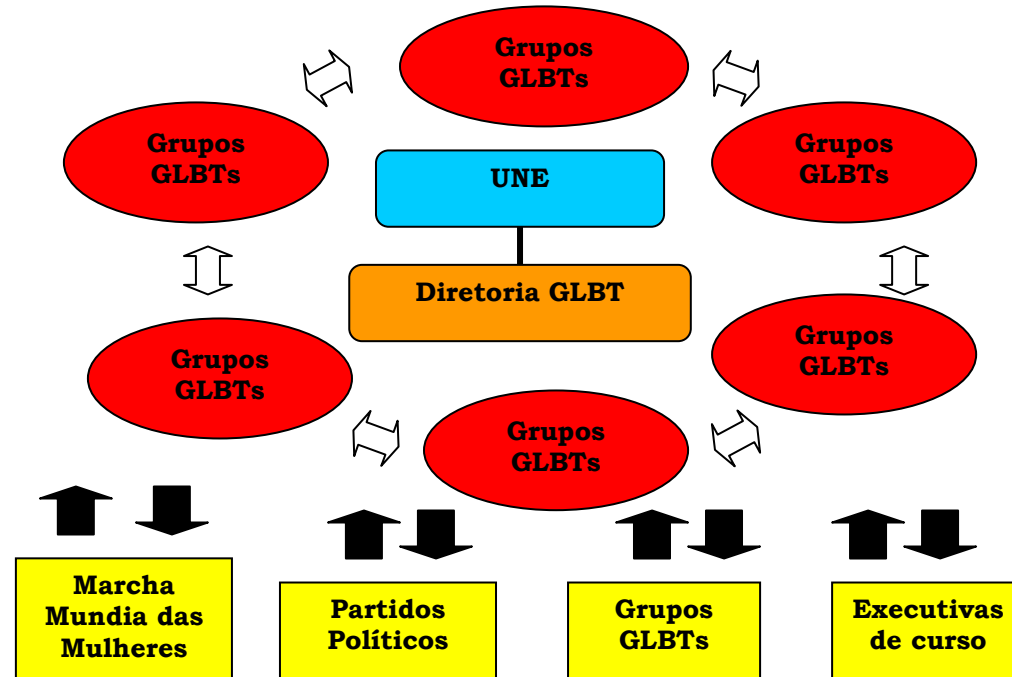 Grupos
GLBTs
Grupos
GLBTs
Grupos
GLBTs
UNE
Diretoria GLBT
Grupos
GLBTs
Grupos
GLBTs
Grupos
GLBTs
Marcha
Mundia das
Mulheres
Partidos
Políticos
Grupos
GLBTs
Executivas
de curso